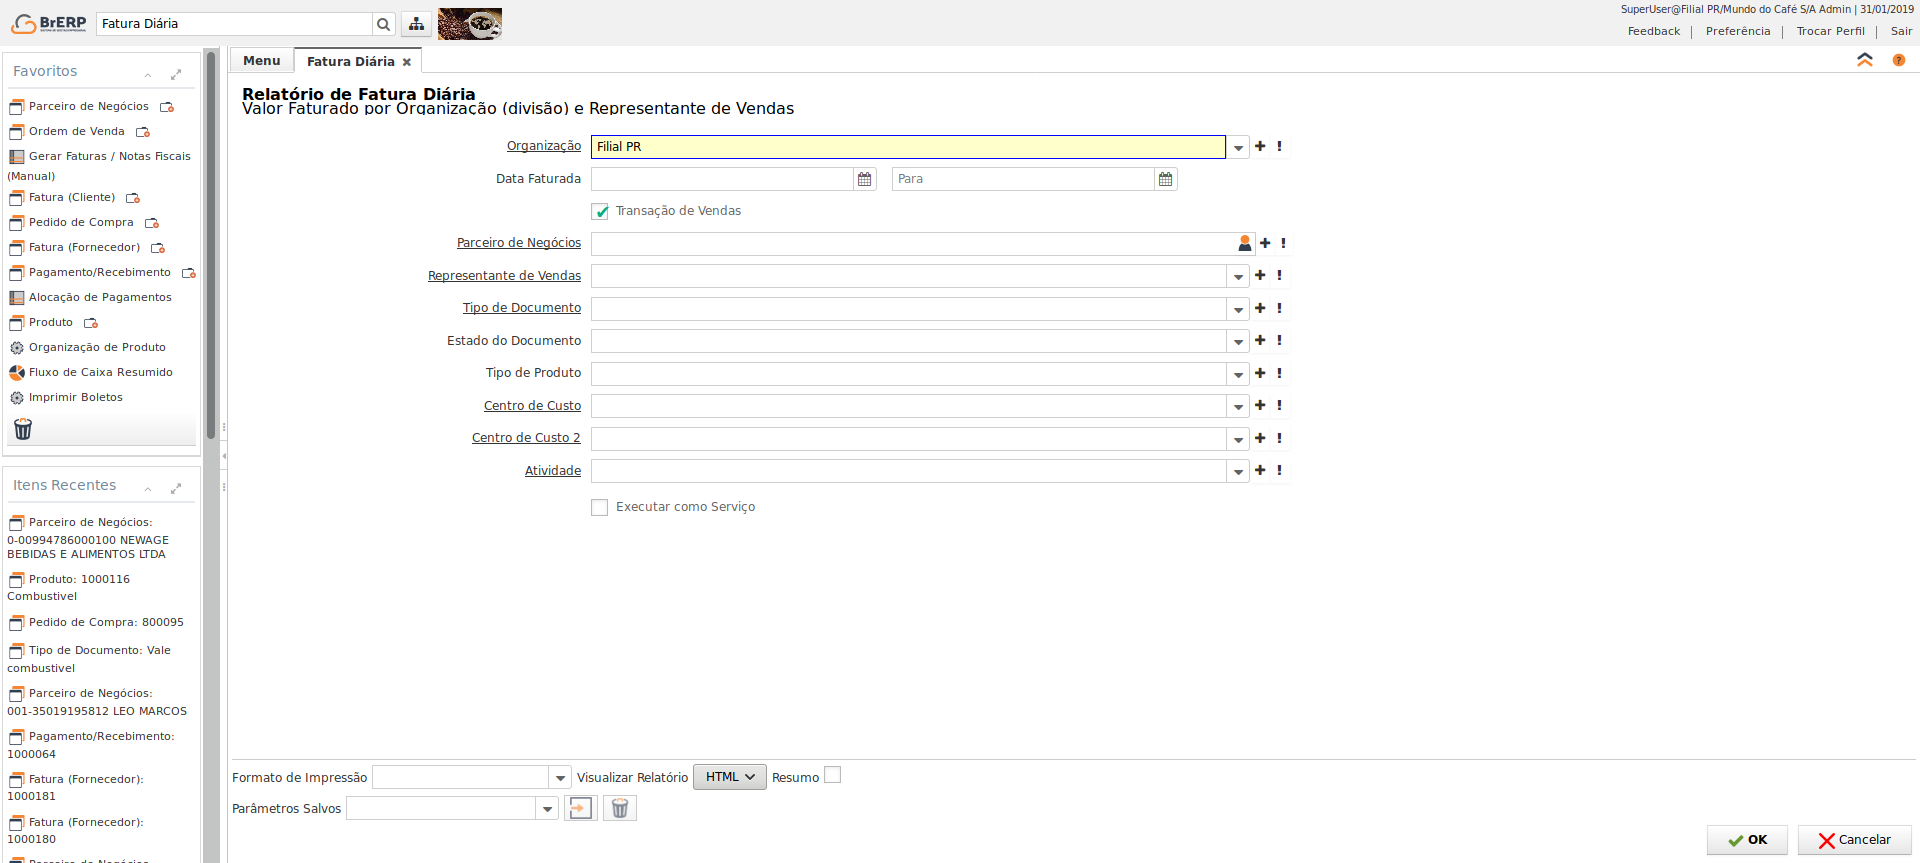 BrERP
Fatura Diária
SuperUser@Filial PR/Mundo do Café S/A Admin | 31/01/2019
Feedback | Preferência | Trocar Perfil | Sair
Favoritos
Parceiro de Negócios
Ordem de Venda
Gerar Faturas / Notas Fiscais
(Manual)
Fatura (Cliente)
Pedido de Compra
Fatura (Fornecedor)
Pagamento/Recebimento
Alocação de Pagamentos
Produto
Organização de Produto
Fluxo de Caixa Resumido
Imprimir Boletos
Itens Recentes
Parceiro de Negócios:
0-00994786000100 NEWAGE
BEBIDAS E ALIMENTOS LTDA
Produto: 1000116
Combustivel
Pedido de Compra: 800095
Tipo de Documento: Vale
combustivel
Parceiro de Negócios:
001-35019195812 LEO MARCOS
Pagamento/Recebimento:
1000064
Fatura (Fornecedor):
1000181
Fatura (Fornecedor):
1000180
Parceiro de Negócios
Menu
Fatura Diária
Relatório de Fatura Diária
Valor Faturado por Organização (divisão) e Representante de Vendas
Organização Filial PR
Data Faturada Para
Transação de Vendas
Parceiro de Negócios
Representante de Vendas
Tipo de Documento
Estado do Documento
Tipo de Produto
Centro de Custo
Centro de Custo 2
Atividade
Executar como Serviço
Formato de Impressão Visualizar Relatório HTML Resumo
Parâmetros Salvos
OK Cancelar